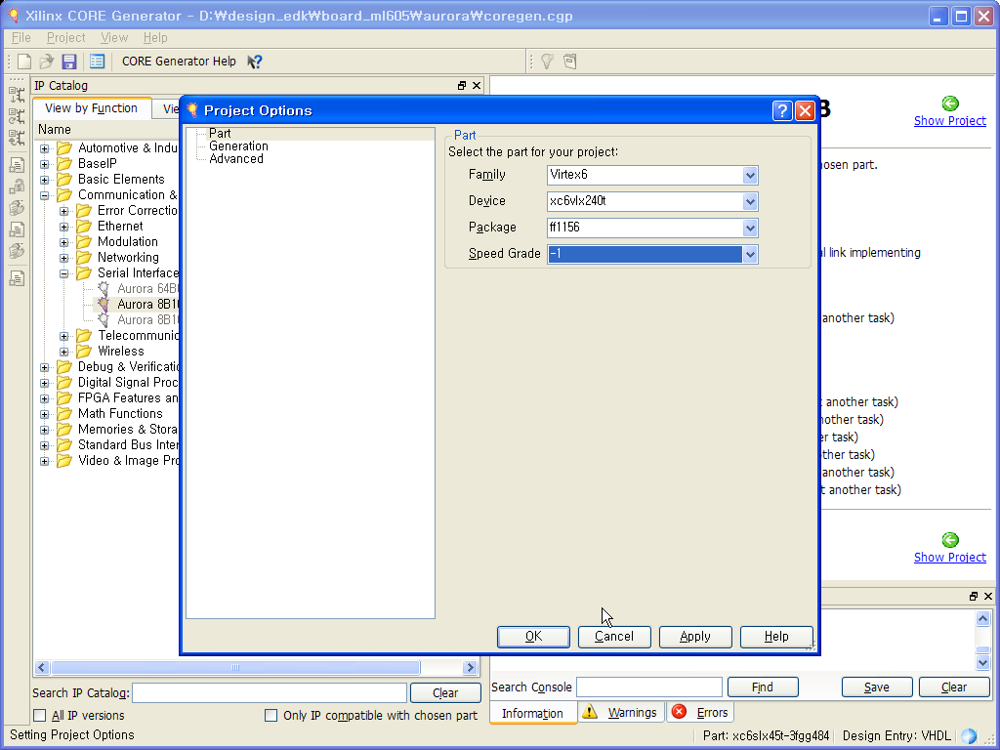 Xilinx CORE Generator - D:₩design_edk₩board_ml605₩aurora₩coregen.cgp
File Project View Help
CORE Generator Help
IP Catalog
View by Function
Vie
Name
Automotive & Indu
BaseIP
Basic Elements
Communication &
Error Correctio
Ethernet
Modulation
Networking
Serial Interface
Aurora 64B
Aurora 8B1
Aurora 8B1
Telecommunic
Wireless
Debug & Verificatio
Digital Signal Proc
FPGA Features an
Math Functions
Memories & Stora
Standard Bus Inter
Video & Image Pro
Project Options
Part
Generation
Advanced
Part
Select the part for your project:
Family Virtex6
Device xc6vlx240t
Package ff1156
Speed Grade -1
OK Cancel Apply Help
B
Show Project
osen part.
l link implementing
another task)
t another task)
nother task)
er task)
ther task)
another task)
t another task)
Show Project
Search IP Catalog: Clear
All IP versions Only IP compatible with chosen part
Search Console Find Save Clear
Information Warnings Errors
Setting Project Options
Part: xc6slx45t-3fgg484 Design Entry: VHDL